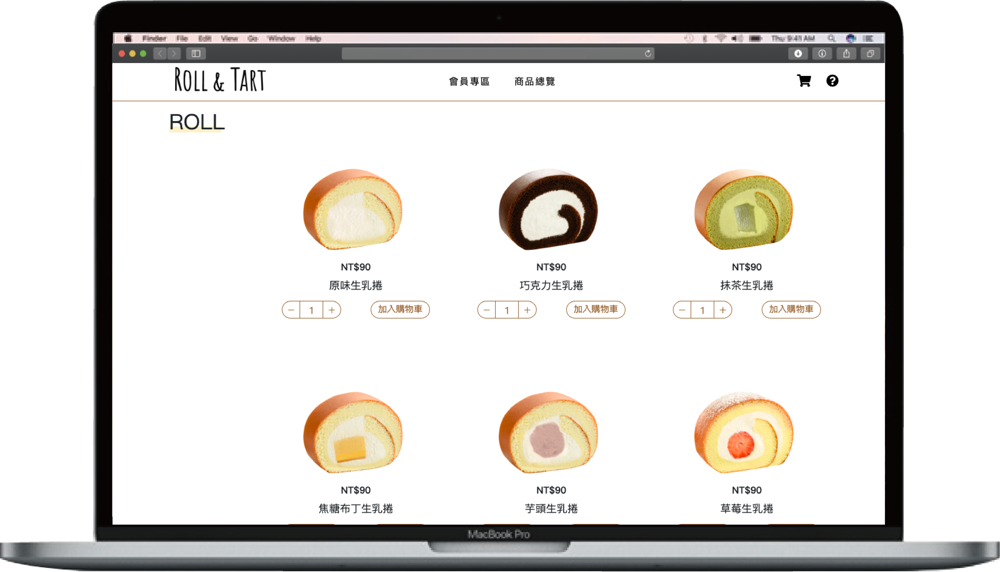 Finder File Edit View Go Window Help Thu 9:41 AM
ROLL & TART 會員專區 商品總覽
ROLL
NT$90 NT$90 NT$90
原味生乳捲 巧克力生乳捲 抹茶生乳捲
− 1 + 加入購物車 − 1 + 加入購物車 − 1 + 加入購物車
NT$90 NT$90 NT$90
焦糖布丁生乳捲 芋頭生乳捲 草莓生乳捲
MacBook Pro